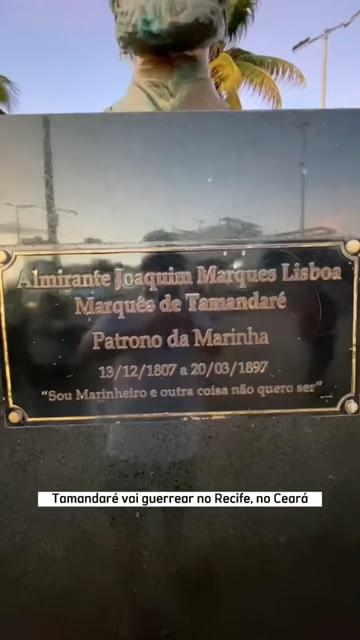 Almirante Joaquim Marques Lisboa
Marquês de Tamandaré
Patrono da Marinha
13/12/1807 a 20/03/1897
"Sou Marinheiro e outra coisa não quero ser"
Tamandaré vai guerrear no Recife, no Ceará